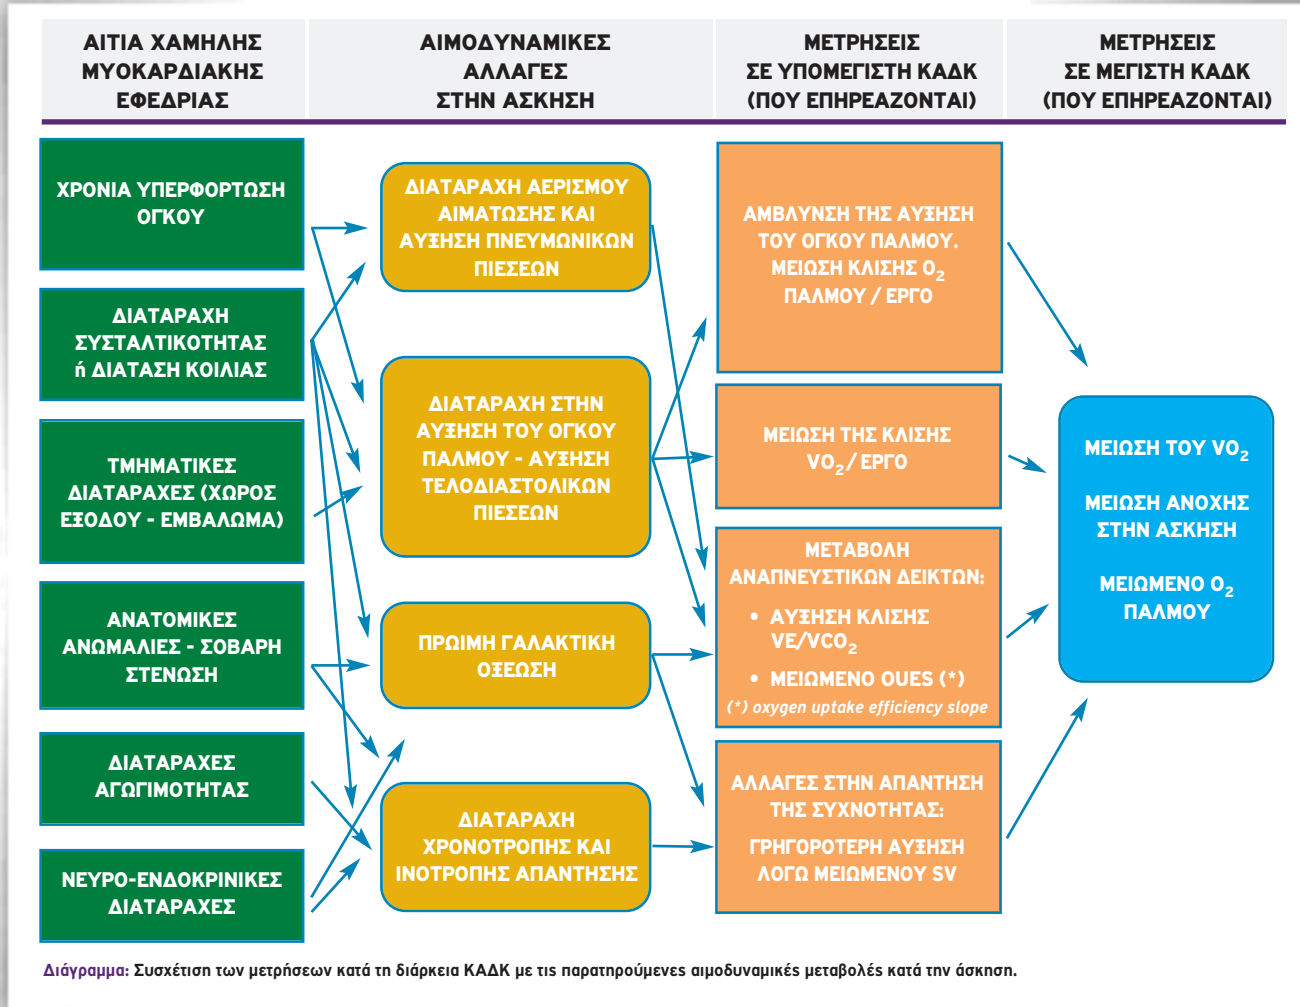 ΑΙΤΙΑ ΧΑΜΗΛΗΣ
ΜΥΟΚΑΡΔΙΑΚΗΣ
ΕΦΕΔΡΙΑΣ
ΑΙΜΟΔΥΝΑΜΙΚΕΣ
ΑΛΛΑΓΕΣ
ΣΤΗΝ ΑΣΚΗΣΗ
ΜΕΤΡΗΣΕΙΣ
ΣΕ ΥΠΟΜΕΓΙΣΤΗ ΚΑΔΚ
(ΠΟΥ ΕΠΗΡΕΑΖΟΝΤΑΙ)
ΜΕΤΡΗΣΕΙΣ
ΣΕ ΜΕΓΙΣΤΗ ΚΑΔΚ
(ΠΟΥ ΕΠΗΡΕΑΖΟΝΤΑΙ)
ΧΡΟΝΙΑ ΥΠΕΡΦΟΡΤΩΣΗ
ΟΓΚΟΥ
ΔΙΑΤΑΡΑΧΗ
ΣΥΣΤΑΛΤΙΚΟΤΗΤΑΣ
ή ΔΙΑΤΑΣΗ ΚΟΙΛΙΑΣ
ΤΜΗΜΑΤΙΚΕΣ
ΔΙΑΤΑΡΑΧΕΣ (ΧΩΡΟΣ
ΕΞΟΔΟΥ - ΕΜΒΑΛΩΜΑ)
ΑΝΑΤΟΜΙΚΕΣ
ΑΝΩΜΑΛΙΕΣ - ΣΟΒΑΡΗ
ΣΤΕΝΩΣΗ
ΔΙΑΤΑΡΑΧΕΣ
ΑΓΩΓΙΜΟΤΗΤΑΣ
ΝΕΥΡΟ-ΕΝΔΟΚΡΙΝΙΚΕΣ
ΔΙΑΤΑΡΑΧΕΣ
ΔΙΑΤΑΡΑΧΗ ΑΕΡΙΣΜΟΥ
ΑΙΜΑΤΩΣΗΣ ΚΑΙ
ΑΥΞΗΣΗ ΠΝΕΥΜΩΝΙΚΩΝ
ΠΙΕΣΕΩΝ
ΔΙΑΤΑΡΑΧΗ ΣΤΗΝ
ΑΥΞΗΣΗ ΤΟΥ ΟΓΚΟΥ
ΠΑΛΜΟΥ - ΑΥΞΗΣΗ
ΤΕΛΟΔΙΑΣΤΟΛΙΚΩΝ
ΠΙΕΣΕΩΝ
ΠΡΩΙΜΗ ΓΑΛΑΚΤΙΚΗ
ΟΞΕΩΣΗ
ΔΙΑΤΑΡΑΧΗ
ΧΡΟΝΟΤΡΟΠΗΣ ΚΑΙ
ΙΝΟΤΡΟΠΗΣ ΑΠΑΝΤΗΣΗΣ
ΑΜΒΛΥΝΣΗ ΤΗΣ ΑΥΞΗΣΗ
ΤΟΥ ΟΓΚΟΥ ΠΑΛΜΟΥ.
ΜΕΙΩΣΗ ΚΛΙΣΗΣ O₂
ΠΑΛΜΟΥ / ΕΡΓΟ
ΜΕΙΩΣΗ ΤΗΣ ΚΛΙΣΗΣ
VO₂/ ΕΡΓΟ
ΜΕΤΑΒΟΛΗ
ΑΝΑΠΝΕΥΣΤΙΚΩΝ ΔΕΙΚΤΩΝ:
• ΑΥΞΗΣΗ ΚΛΙΣΗΣ
VE/VCO₂
• ΜΕΙΩΜΕΝΟ OUES (*)
(*) oxygen uptake efficiency slope
ΑΛΛΑΓΕΣ ΣΤΗΝ ΑΠΑΝΤΗΣΗ
ΤΗΣ ΣΥΧΝΟΤΗΤΑΣ:
ΓΡΗΓΟΡΟΤΕΡΗ ΑΥΞΗΣΗ
ΛΟΓΩ ΜΕΙΩΜΕΝΟΥ SV
ΜΕΙΩΣΗ ΤΟΥ VO₂
ΜΕΙΩΣΗ ΑΝΟΧΗΣ
ΣΤΗΝ ΑΣΚΗΣΗ
ΜΕΙΩΜΕΝΟ O₂
ΠΑΛΜΟΥ
Διάγραμμα: Συσχέτιση των μετρήσεων κατά τη διάρκεια ΚΑΔΚ με τις παρατηρούμενες αιμοδυναμικές μεταβολές κατά την άσκηση.